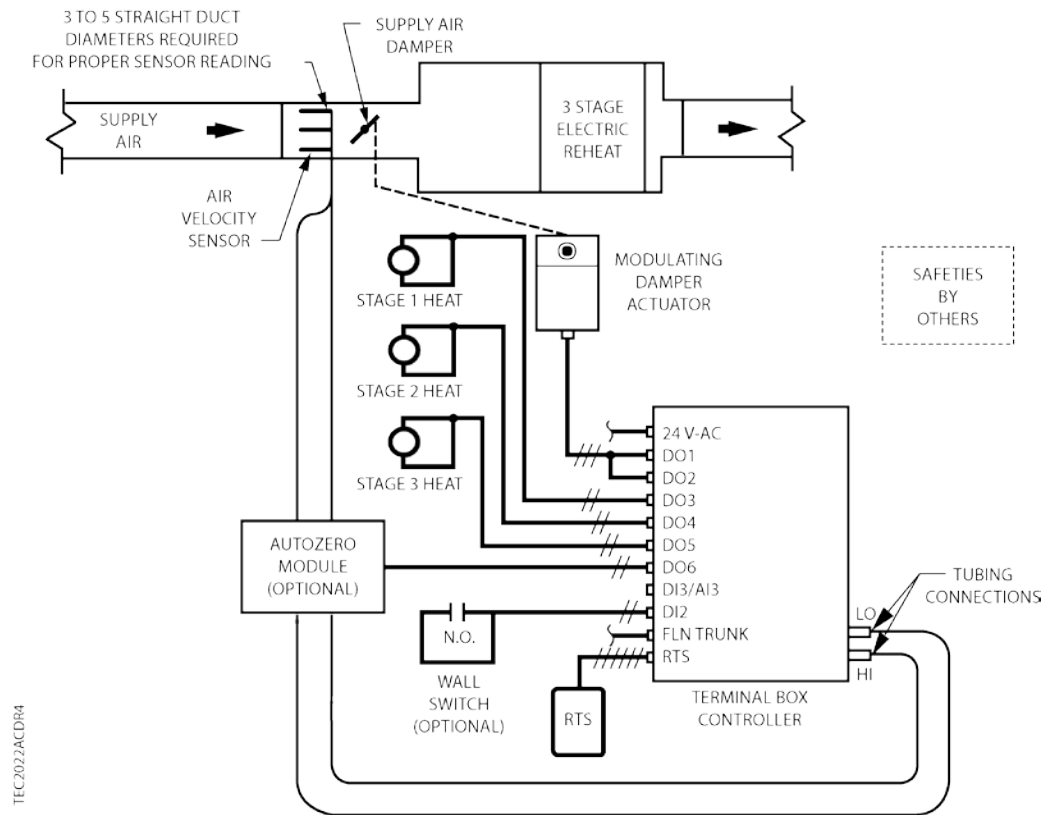 3 TO 5 STRAIGHT DUCT
DIAMETERS REQUIRED
FOR PROPER SENSOR READING
SUPPLY AIR
DAMPER
SUPPLY
AIR
3 STAGE
ELECTRIC
REHEAT
AIR
VELOCITY
SENSOR
STAGE 1 HEAT
MODULATING
DAMPER
ACTUATOR
SAFETIES
BY
OTHERS
STAGE 2 HEAT
STAGE 3 HEAT
24 V-AC
DO1
DO2
DO3
DO4
DO5
DO6
DI3/AI3
DI2
FLN TRUNK
RTS
AUTOZERO
MODULE
(OPTIONAL)
N.O.
WALL
SWITCH
(OPTIONAL)
RTS
TERMINAL BOX
CONTROLLER
LO
HI
TUBING
CONNECTIONS
TEC2022ACDR4